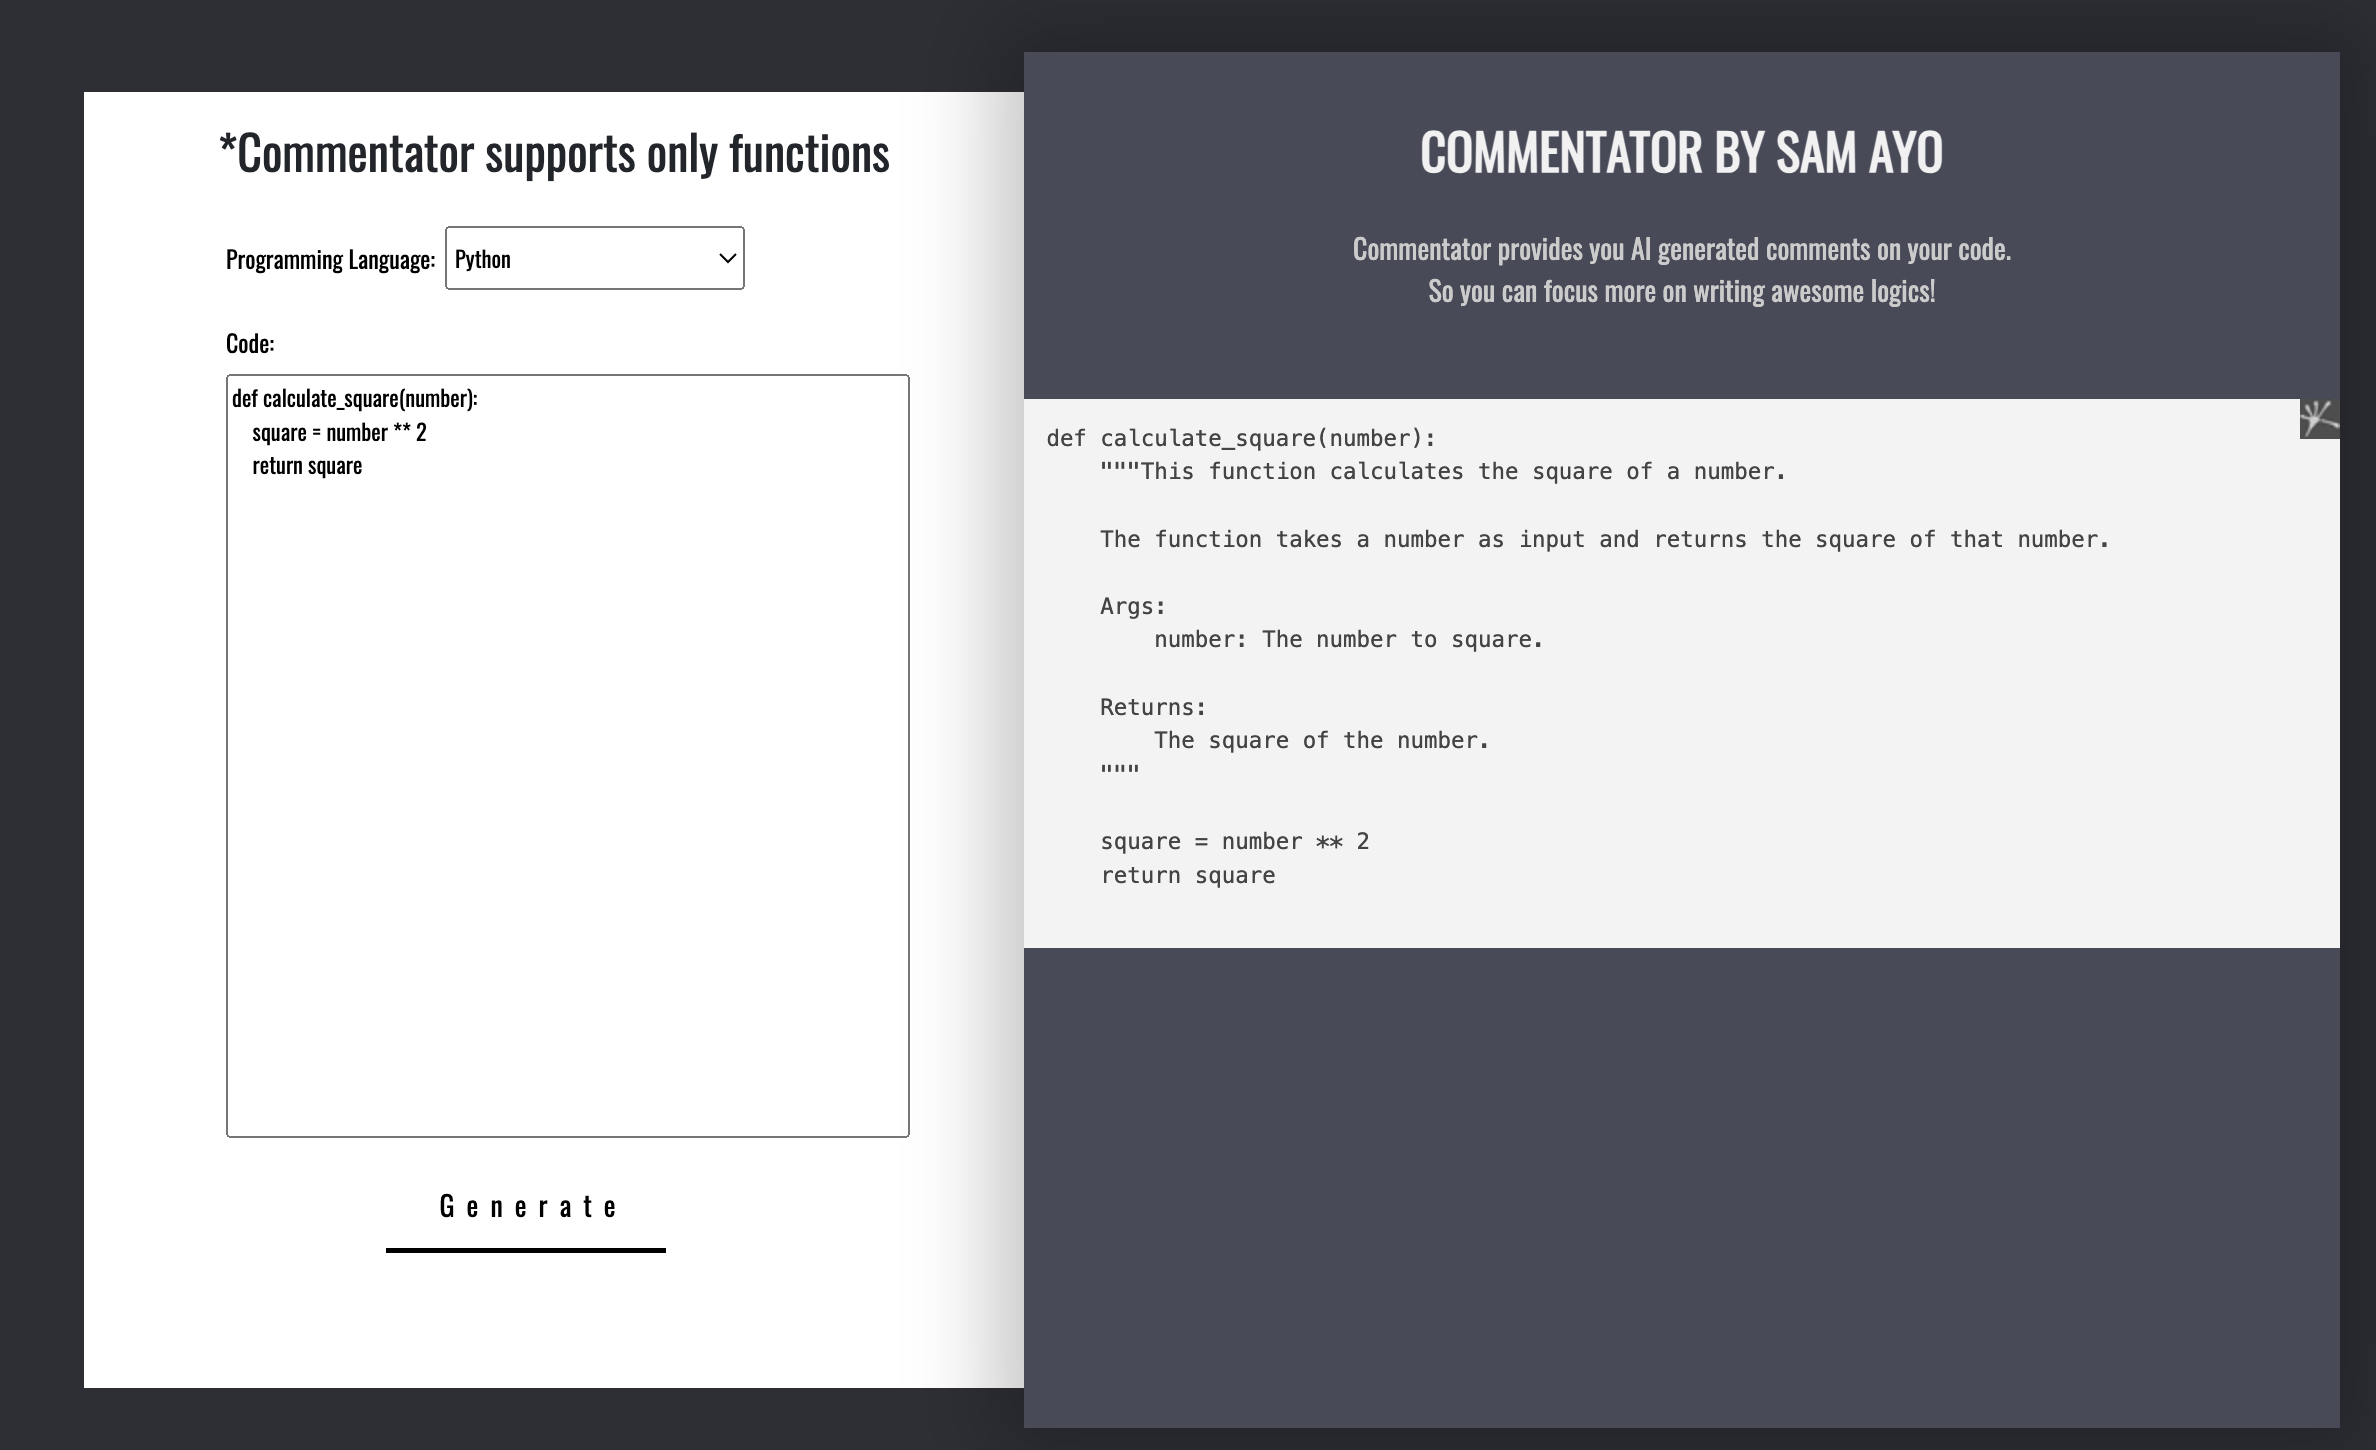 *Commentator supports only functions
Programming Language: Python
Code:
def calculate_square(number):
    square = number ** 2
    return square
Generate
COMMENTATOR BY SAM AYO
Commentator provides you AI generated comments on your code.
So you can focus more on writing awesome logics!
def calculate_square(number):
    """This function calculates the square of a number.

    The function takes a number as input and returns the square of that number.

    Args:
        number: The number to square.

    Returns:
        The square of the number.
    """

    square = number ** 2
    return square